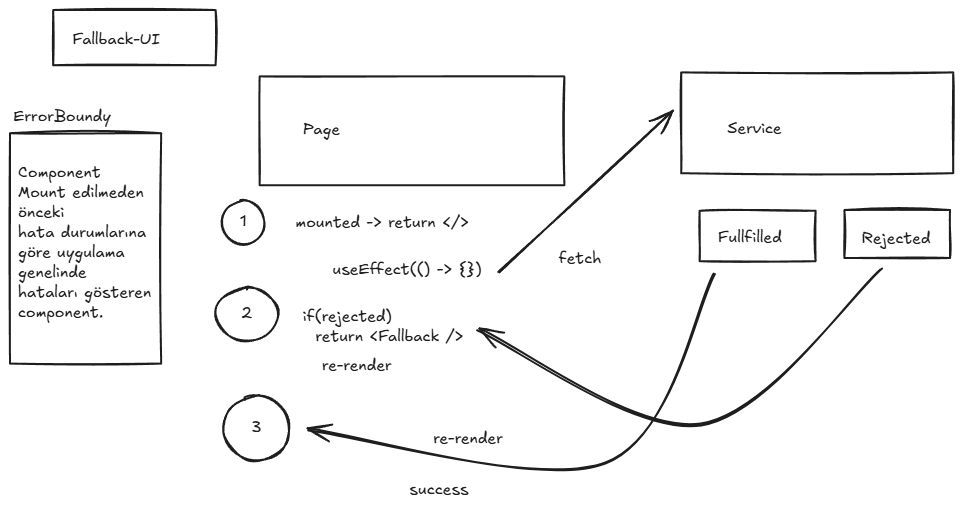 Fallback-UI
ErrorBoundy
Component
Mount edilmeden
önceki
hata durumlarına
göre uygulama
genelinde
hataları gösteren
component.
Page
Service
1
mounted -> return </>
useEffect(() -> {})
fetch
Fullfilled
Rejected
2
if(rejected)
return <Fallback />
re-render
3
re-render
success